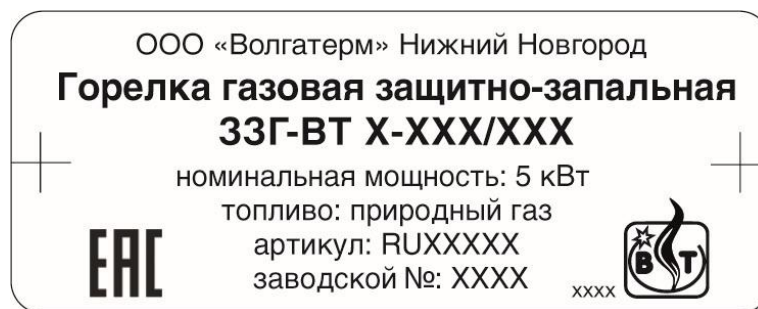 ООО «Волгатерм» Нижний Новгород
Горелка газовая защитно-запальная
ЗЗГ-ВТ Х-ХХХ/ХХХ
номинальная мощность: 5 кВт
топливо: природный газ
артикул: RUXXXXX
заводской №: XXXX
EAC
xxxx
В Т